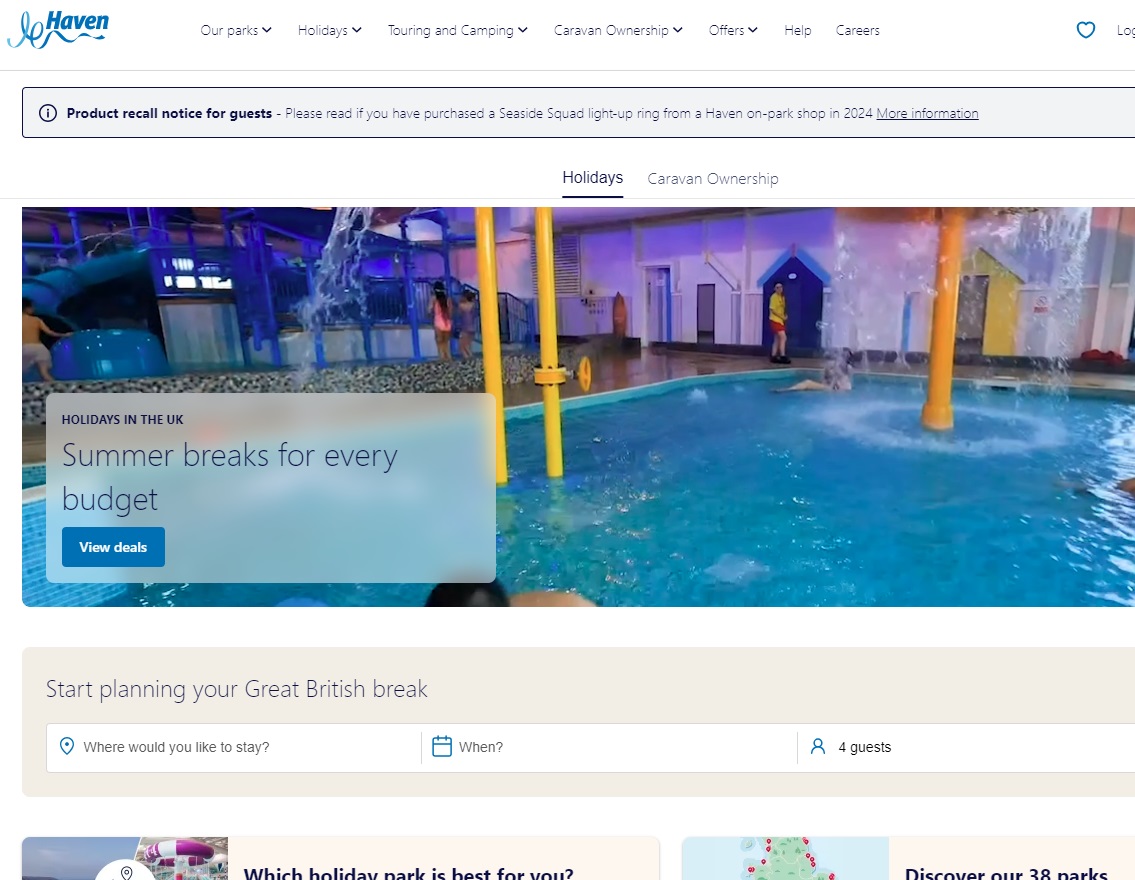 Haven
Our parks
Holidays
Touring and Camping
Caravan Ownership
Offers
Help
Careers
Product recall notice for guests - Please read if you have purchased a Seaside Squad light-up ring from a Haven on-park shop in 2024 More information
Holidays
Caravan Ownership
HOLIDAYS IN THE UK
Summer breaks for every
budget
View deals
Start planning your Great British break
Where would you like to stay?
When?
4 guests
Which holiday park is best for you?
Discover our 38 parks